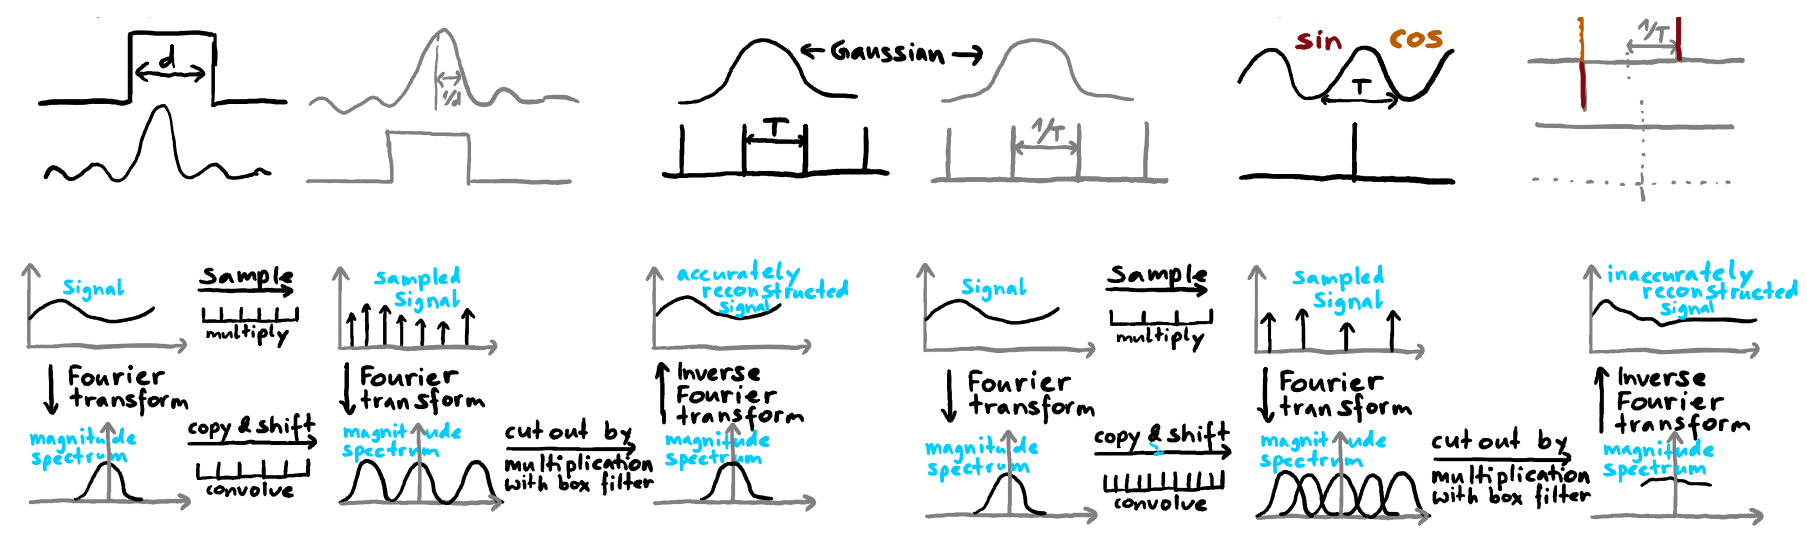 d
1/d
Gaussian
T
1/T
sin
cos
T
1/T
Signal
Sample
multiply
Sampled
Signal
accurately
reconstructed
signal
Fourier
transform
Fourier
transform
Inverse
Fourier
transform
magnitude
spectrum
copy & shift
convolve
magnitude
spectrum
cut out by
multiplication
with box filter
magnitude
spectrum
Signal
Sample
multiply
Sampled
Signal
inaccurately
reconstructed
signal
Fourier
transform
Fourier
transform
Inverse
Fourier
transform
magnitude
spectrum
copy & shift
convolve
magnitude
spectrum
cut out by
multiplication
with box filter
magnitude
spectrum